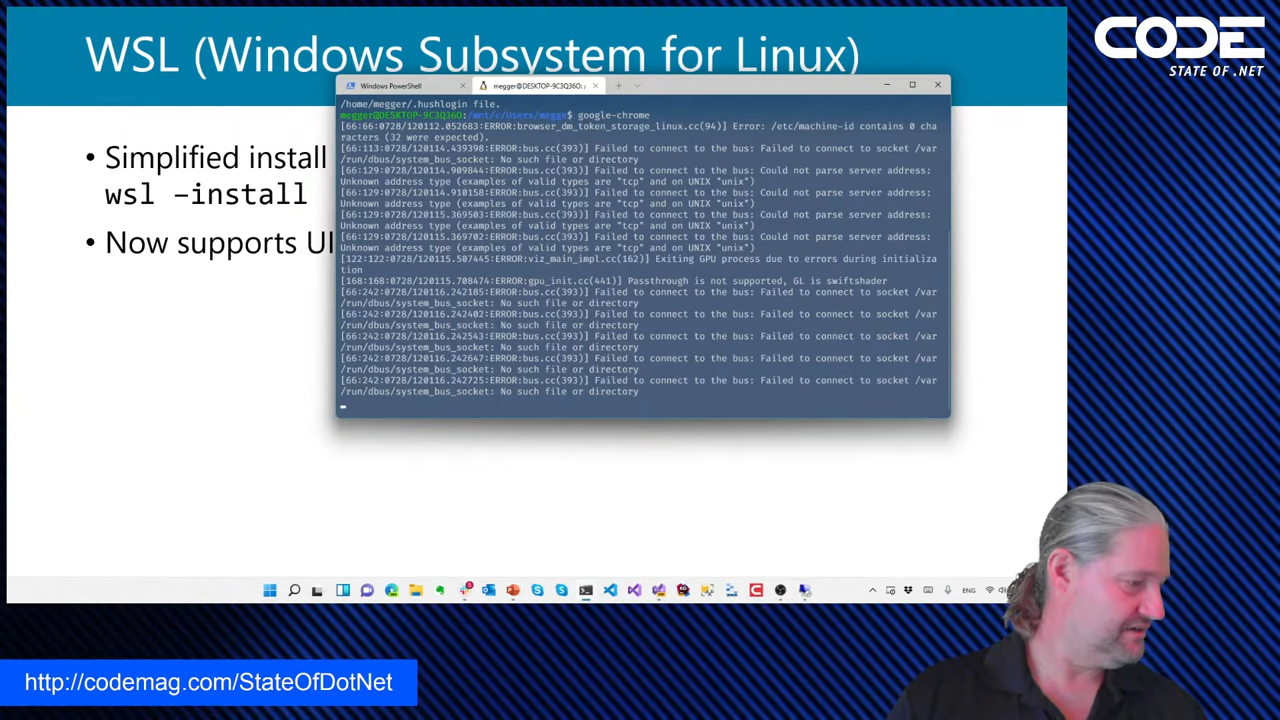 WSL (Windows Subsystem for Linux)
CODE
STATE OF .NET
Windows PowerShell
megger@DESKTOP-9C3Q36O: /
/home/megger/.hushlogin file.
megger@DESKTOP-9C3Q36O:/mnt/c/Users/megge$ google-chrome
[66:66:0728/120112.052683:ERROR:browser_dm_token_storage_linux.cc(94)] Error: /etc/machine-id contains 0 cha
racters (32 were expected).
[66:113:0728/120114.439398:ERROR:bus.cc(393)] Failed to connect to the bus: Failed to connect to socket /var
/run/dbus/system_bus_socket: No such file or directory
[66:129:0728/120114.909844:ERROR:bus.cc(393)] Failed to connect to the bus: Could not parse server address:
Unknown address type (examples of valid types are "tcp" and on UNIX "unix")
[66:129:0728/120114.910158:ERROR:bus.cc(393)] Failed to connect to the bus: Could not parse server address:
Unknown address type (examples of valid types are "tcp" and on UNIX "unix")
[66:129:0728/120115.369503:ERROR:bus.cc(393)] Failed to connect to the bus: Could not parse server address:
Unknown address type (examples of valid types are "tcp" and on UNIX "unix")
[66:129:0728/120115.369702:ERROR:bus.cc(393)] Failed to connect to the bus: Could not parse server address:
Unknown address type (examples of valid types are "tcp" and on UNIX "unix")
[122:122:0728/120115.507445:ERROR:viz_main_impl.cc(162)] Exiting GPU process due to errors during initializa
tion
[168:168:0728/120115.708474:ERROR:gpu_init.cc(441)] Passthrough is not supported, GL is swiftshader
[66:242:0728/120116.242185:ERROR:bus.cc(393)] Failed to connect to the bus: Failed to connect to socket /var
/run/dbus/system_bus_socket: No such file or directory
[66:242:0728/120116.242402:ERROR:bus.cc(393)] Failed to connect to the bus: Failed to connect to socket /var
/run/dbus/system_bus_socket: No such file or directory
[66:242:0728/120116.242543:ERROR:bus.cc(393)] Failed to connect to the bus: Failed to connect to socket /var
/run/dbus/system_bus_socket: No such file or directory
[66:242:0728/120116.242647:ERROR:bus.cc(393)] Failed to connect to the bus: Failed to connect to socket /var
/run/dbus/system_bus_socket: No such file or directory
[66:242:0728/120116.242725:ERROR:bus.cc(393)] Failed to connect to the bus: Failed to connect to socket /var
/run/dbus/system_bus_socket: No such file or directory
• Simplified install
wsl –install
• Now supports UI
ENG
http://codemag.com/StateOfDotNet